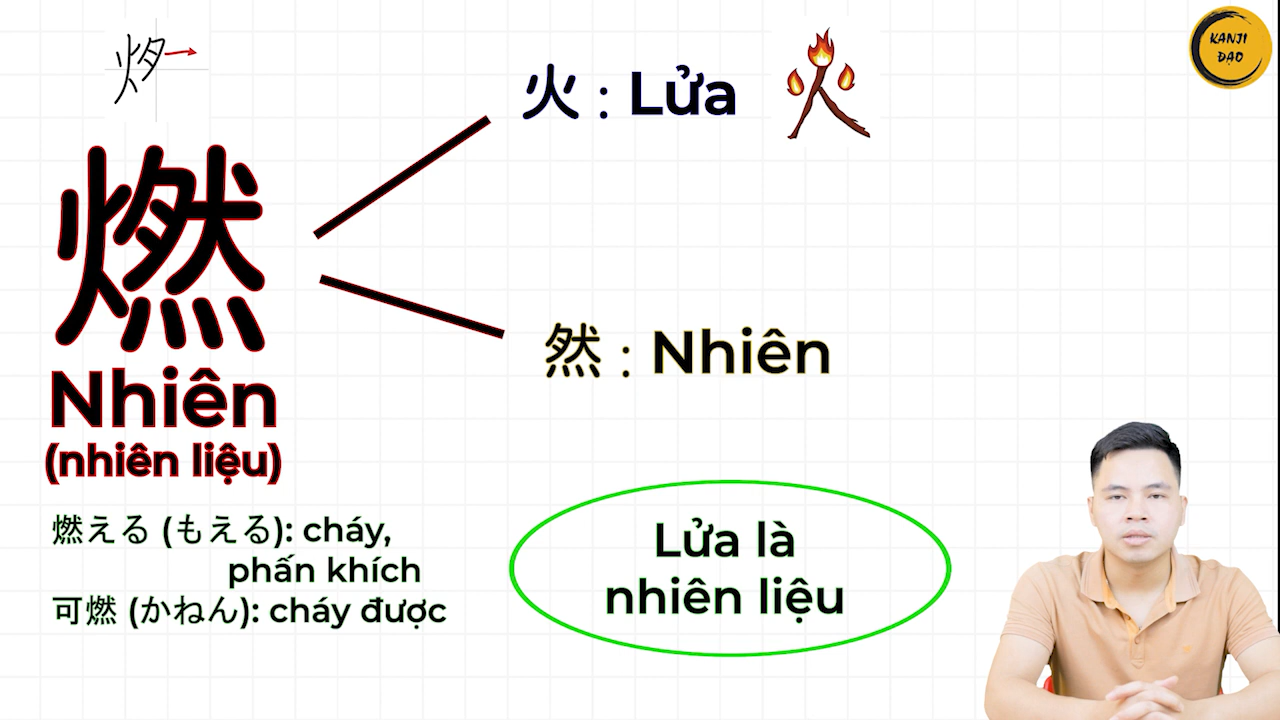 KANJI
ĐẠO
火 : Lửa
燃
Nhiên
(nhiên liệu)
然 : Nhiên
燃える (もえる): cháy,
phấn khích
可燃 (かねん): cháy được
Lửa là
nhiên liệu